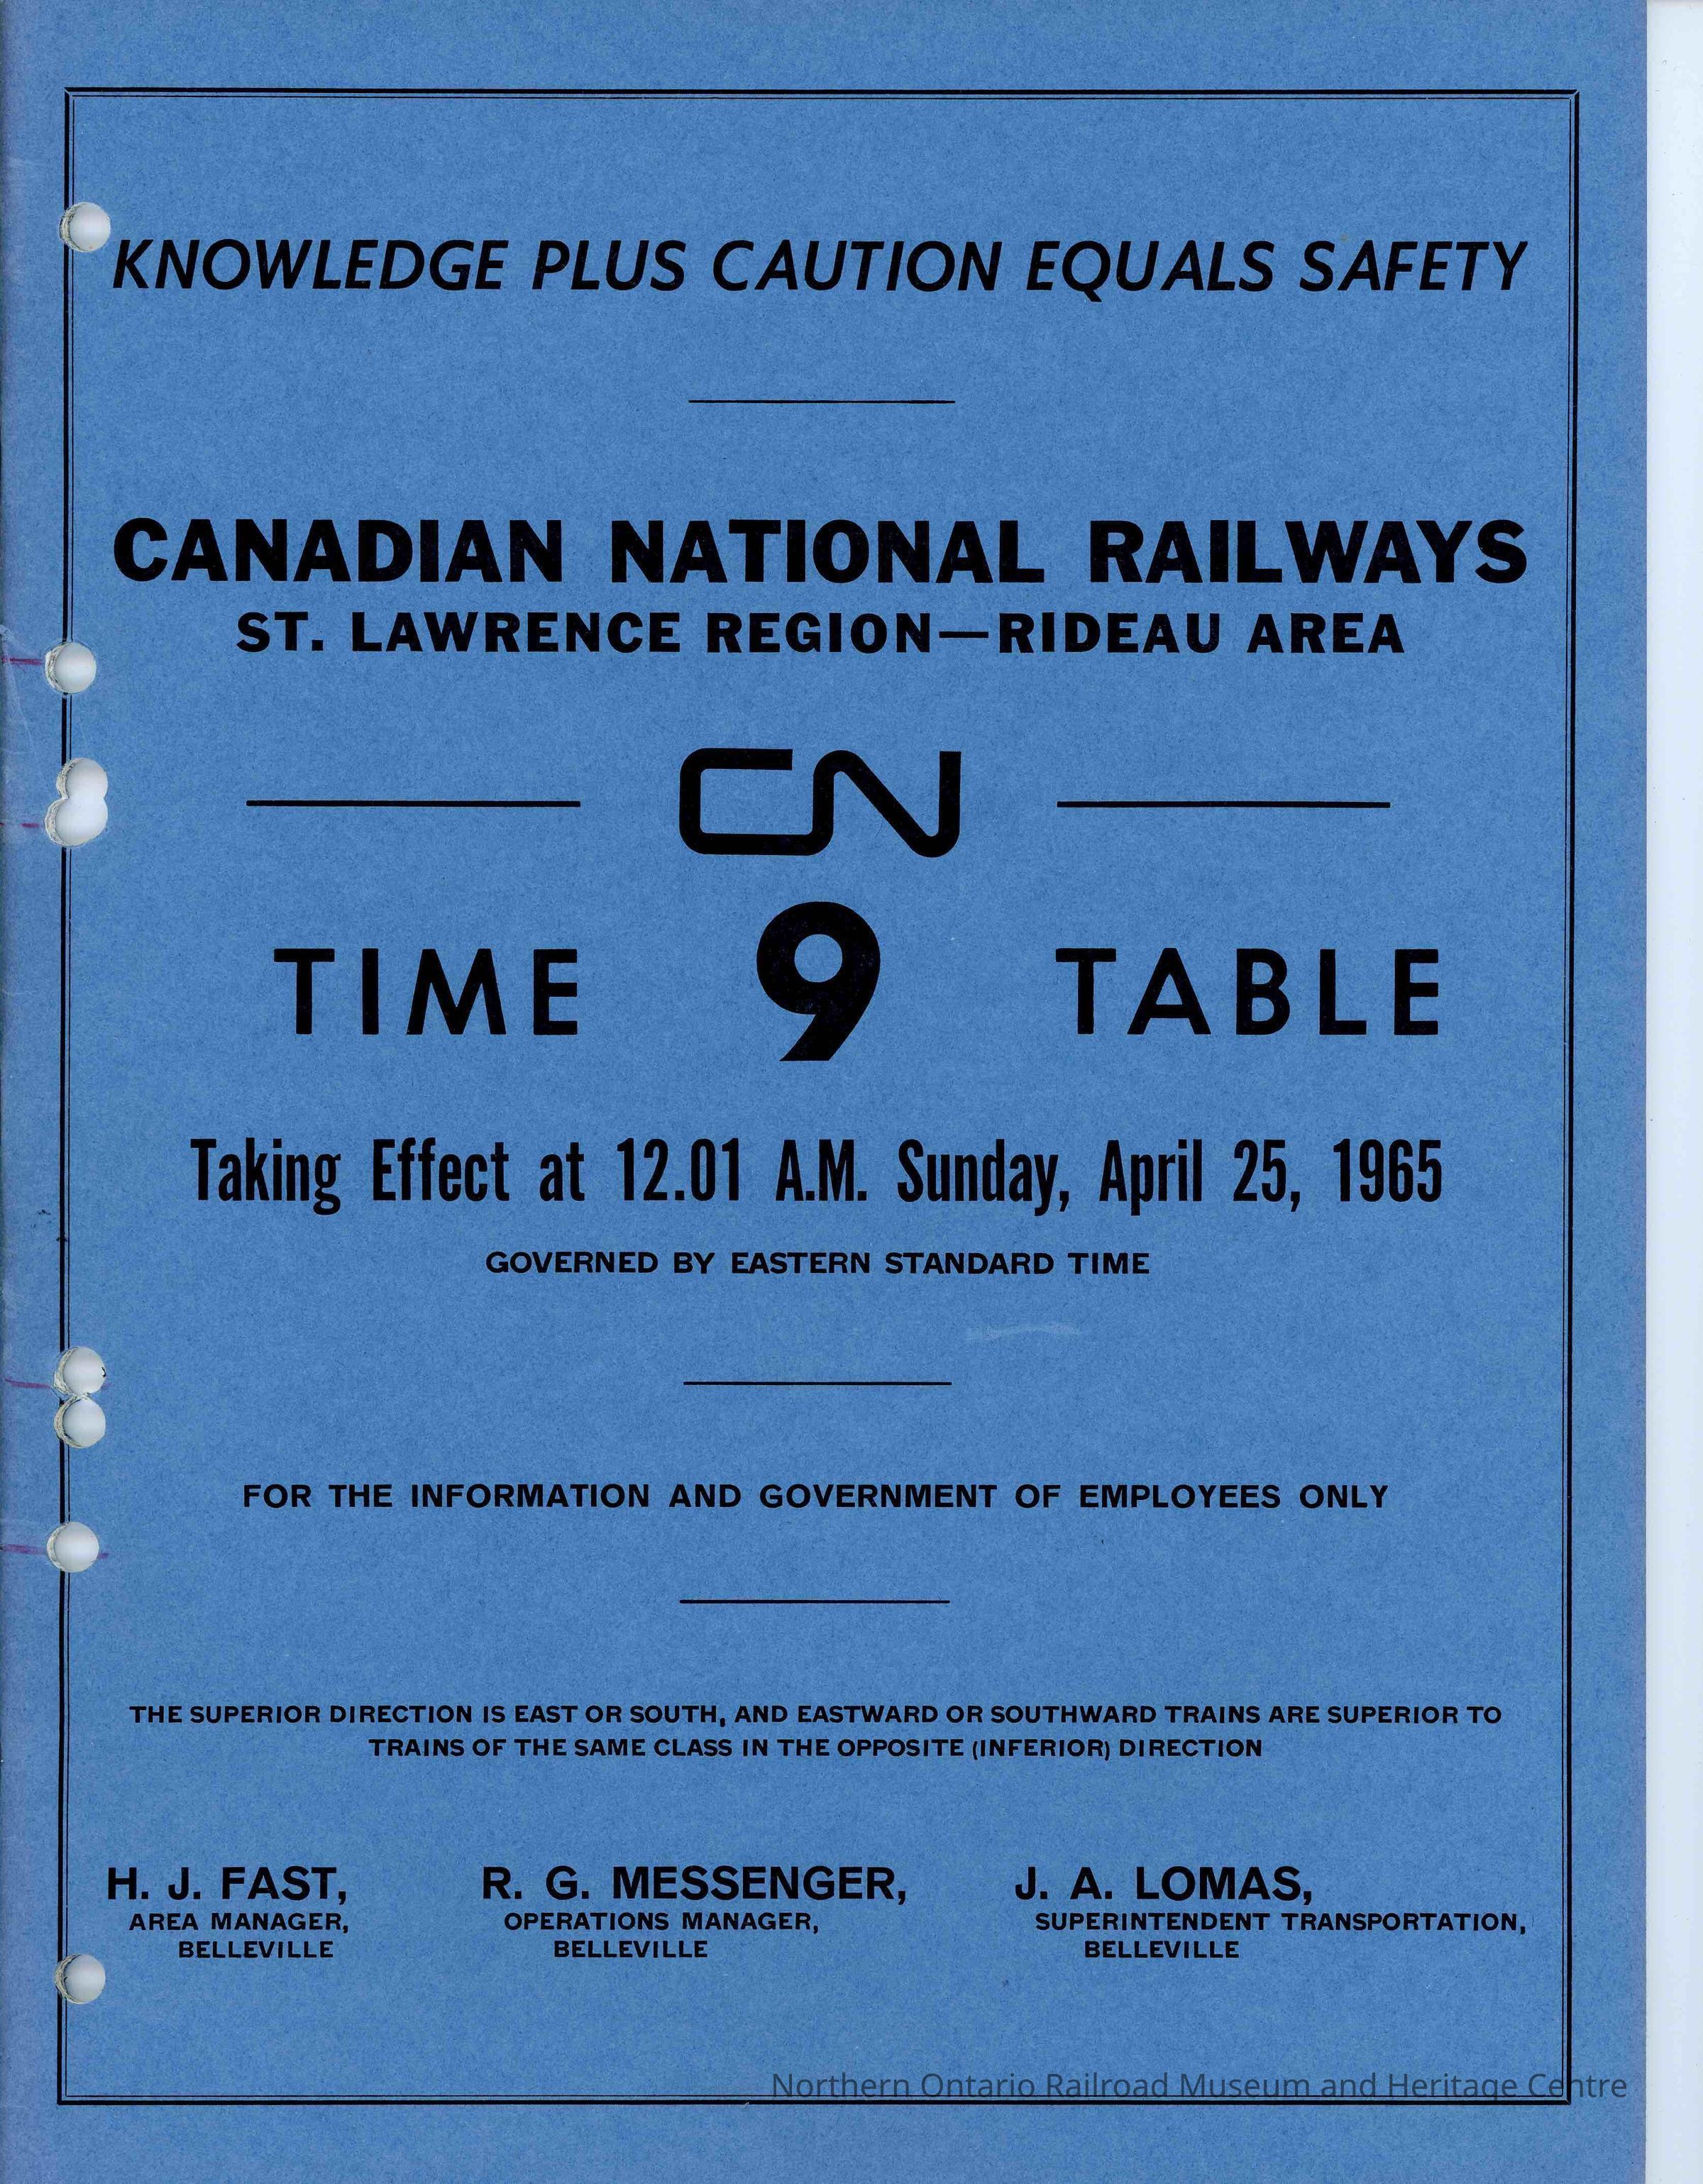 KNOWLEDGE PLUS CAUTION EQUALS SAFETY
CANADIAN NATIONAL RAILWAYS
ST. LAWRENCE REGION—RIDEAU AREA
CN
TIME 9 TABLE
Taking Effect at 12.01 A.M. Sunday, April 25, 1965
GOVERNED BY EASTERN STANDARD TIME
FOR THE INFORMATION AND GOVERNMENT OF EMPLOYEES ONLY
THE SUPERIOR DIRECTION IS EAST OR SOUTH, AND EASTWARD OR SOUTHWARD TRAINS ARE SUPERIOR TO
TRAINS OF THE SAME CLASS IN THE OPPOSITE (INFERIOR) DIRECTION
H. J. FAST,
AREA MANAGER,
BELLEVILLE
R. G. MESSENGER,
OPERATIONS MANAGER,
BELLEVILLE
J. A. LOMAS,
SUPERINTENDENT TRANSPORTATION,
BELLEVILLE
Northern Ontario Railroad Museum and Heritage Centre